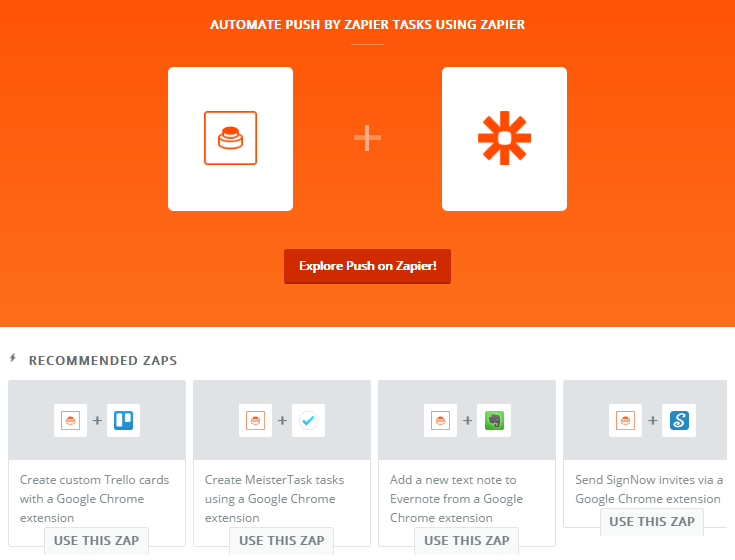 AUTOMATE PUSH BY ZAPIER TASKS USING ZAPIER
Explore Push on Zapier!
RECOMMENDED ZAPS
Create custom Trello cards
with a Google Chrome
extension
USE THIS ZAP
Create MeisterTask tasks
using a Google Chrome
extension
USE THIS ZAP
Add a new text note to
Evernote from a Google
Chrome extension
USE THIS ZAP
Send SignNow invites via a
Google Chrome extension
USE THIS ZAP